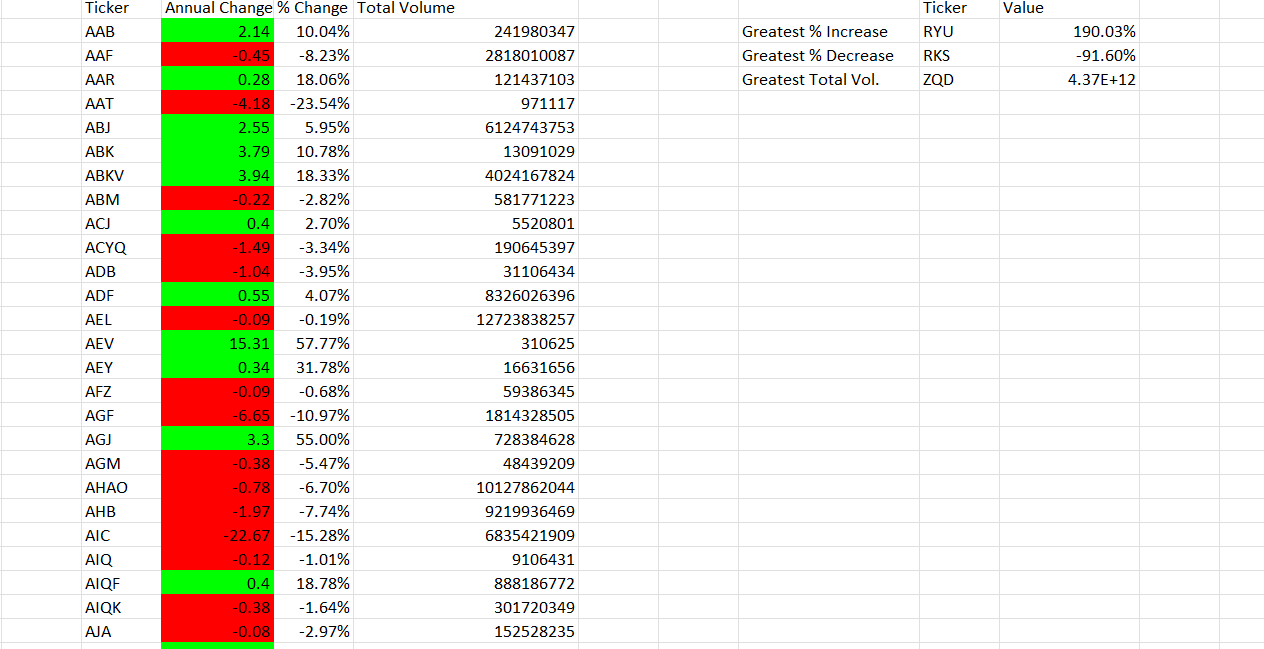 Ticker Annual Change % Change Total Volume Ticker Value
AAB 2.14 10.04% 241980347 Greatest % Increase RYU 190.03%
AAF -0.45 -8.23% 2818010087 Greatest % Decrease RKS -91.60%
AAR 0.28 18.06% 121437103 Greatest Total Vol. ZQD 4.37E+12
AAT -4.18 -23.54% 971117
ABJ 2.55 5.95% 6124743753
ABK 3.79 10.78% 13091029
ABKV 3.94 18.33% 4024167824
ABM -0.22 -2.82% 581771223
ACJ 0.4 2.70% 5520801
ACYQ -1.49 -3.34% 190645397
ADB -1.04 -3.95% 31106434
ADF 0.55 4.07% 8326026396
AEL -0.09 -0.19% 12723838257
AEV 15.31 57.77% 310625
AEY 0.34 31.78% 16631656
AFZ -0.09 -0.68% 59386345
AGF -6.65 -10.97% 1814328505
AGJ 3.3 55.00% 728384628
AGM -0.38 -5.47% 48439209
AHAO -0.78 -6.70% 10127862044
AHB -1.97 -7.74% 9219936469
AIC -22.67 -15.28% 6835421909
AIQ -0.12 -1.01% 9106431
AIQF 0.4 18.78% 888186772
AIQK -0.38 -1.64% 301720349
AJA -0.08 -2.97% 152528235